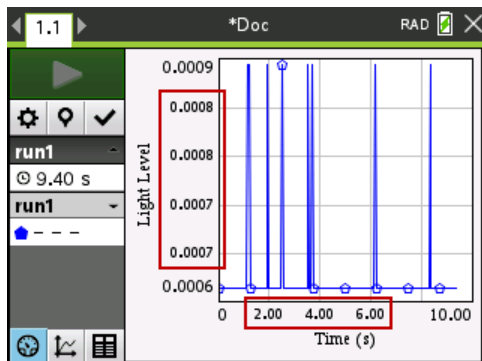 1.1
*Doc
RAD
run1
9.40 s
run1
0.0009
0.0008
0.0008
0.0007
0.0007
0.0006
Light Level
0
2.00
4.00
6.00
10.00
Time (s)